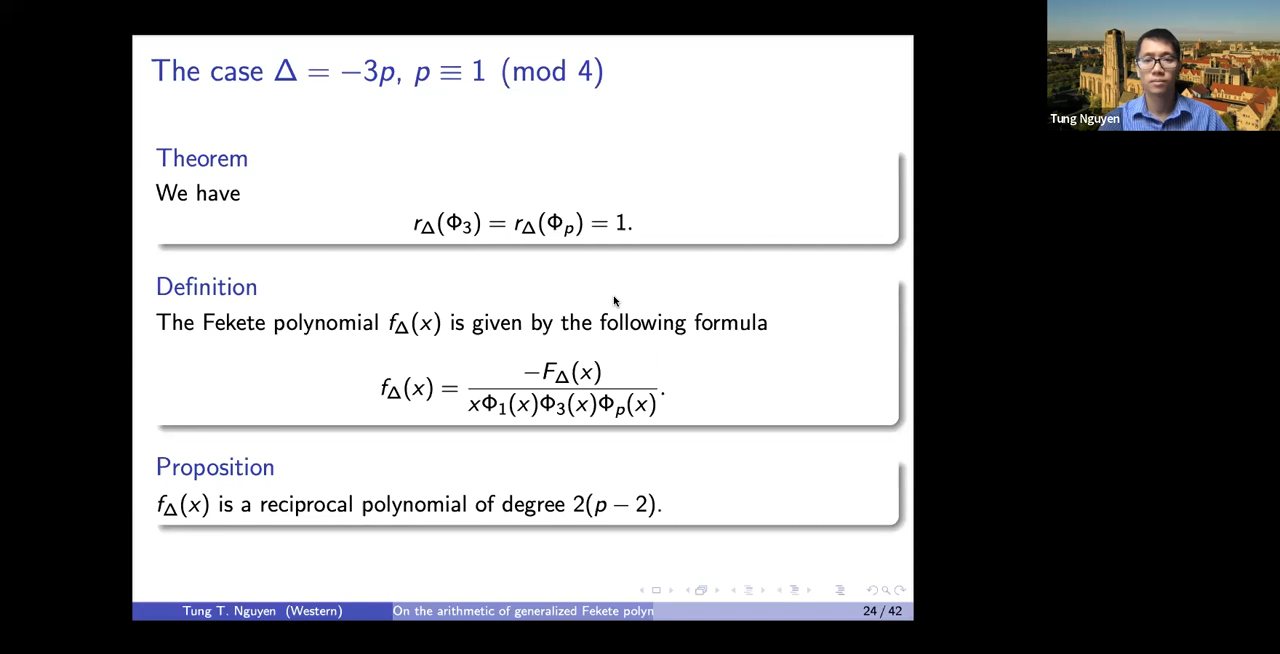 The case Δ = −3p, p ≡ 1 (mod 4)
Theorem
We have
r_Δ(Φ_3) = r_Δ(Φ_p) = 1.
Definition
The Fekete polynomial f_Δ(x) is given by the following formula
f_Δ(x) = −F_Δ(x) / xΦ_1(x)Φ_3(x)Φ_p(x).
Proposition
f_Δ(x) is a reciprocal polynomial of degree 2(p − 2).
Tung T. Nguyen (Western) On the arithmetic of generalized Fekete polyn 24 / 42
Tung Nguyen